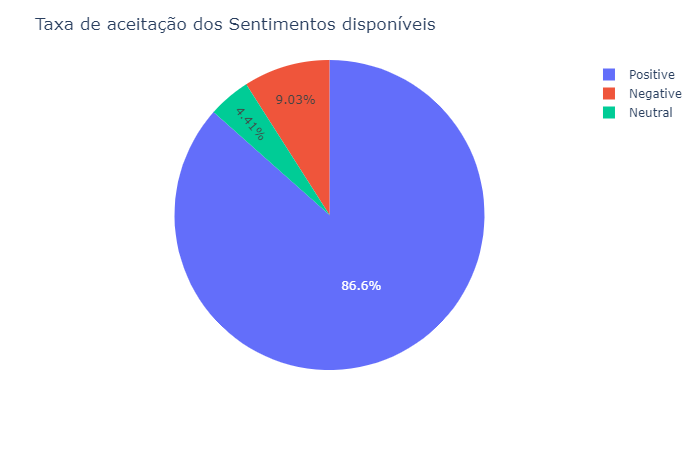 Taxa de aceitação dos Sentimentos disponíveis
Positive
Negative
Neutral
9.03%
4.41%
86.6%